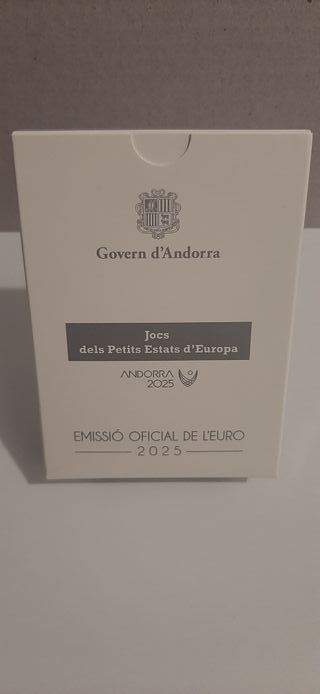 Govern d'Andorra
Jocs
dels Petits Estats d'Europa
ANDORRA
2025
EMISSIÓ OFICIAL DE L'EURO
2025